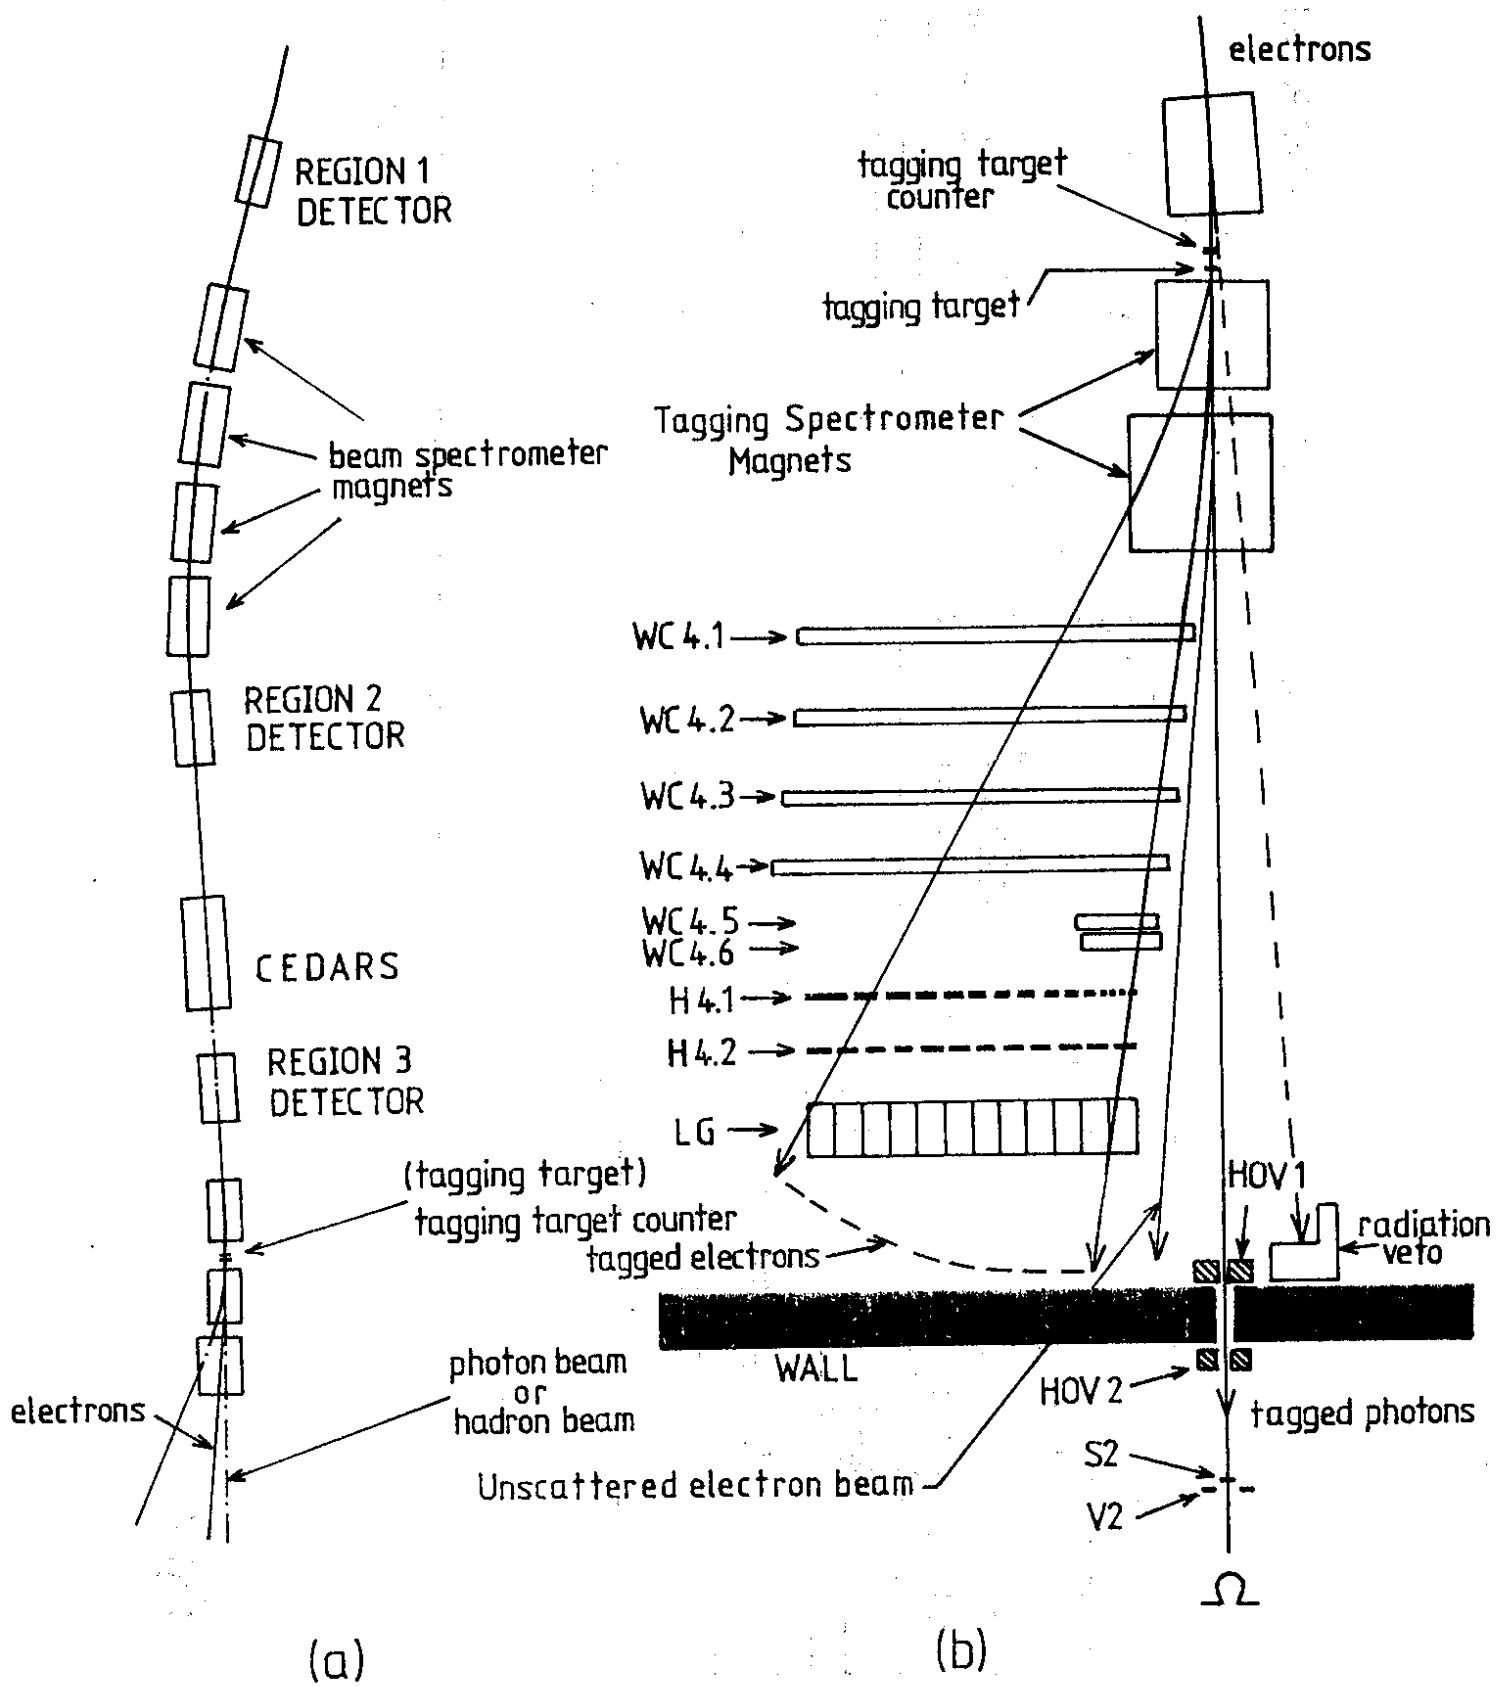 REGION 1
DETECTOR
beam spectrometer
magnets
REGION 2
DETECTOR
CEDARS
REGION 3
DETECTOR
(tagging target)
tagging target counter
photon beam
or
hadron beam
electrons
(a)
electrons
tagging target
counter
tagging target
Tagging Spectrometer
Magnets
WC 4.1
WC 4.2
WC 4.3
WC 4.4
WC 4.5
WC 4.6
H 4.1
H 4.2
LG
tagged electrons
HOV 1
radiation
veto
WALL
HOV 2
tagged photons
Unscattered electron beam
S2
V2
Ω
(b)